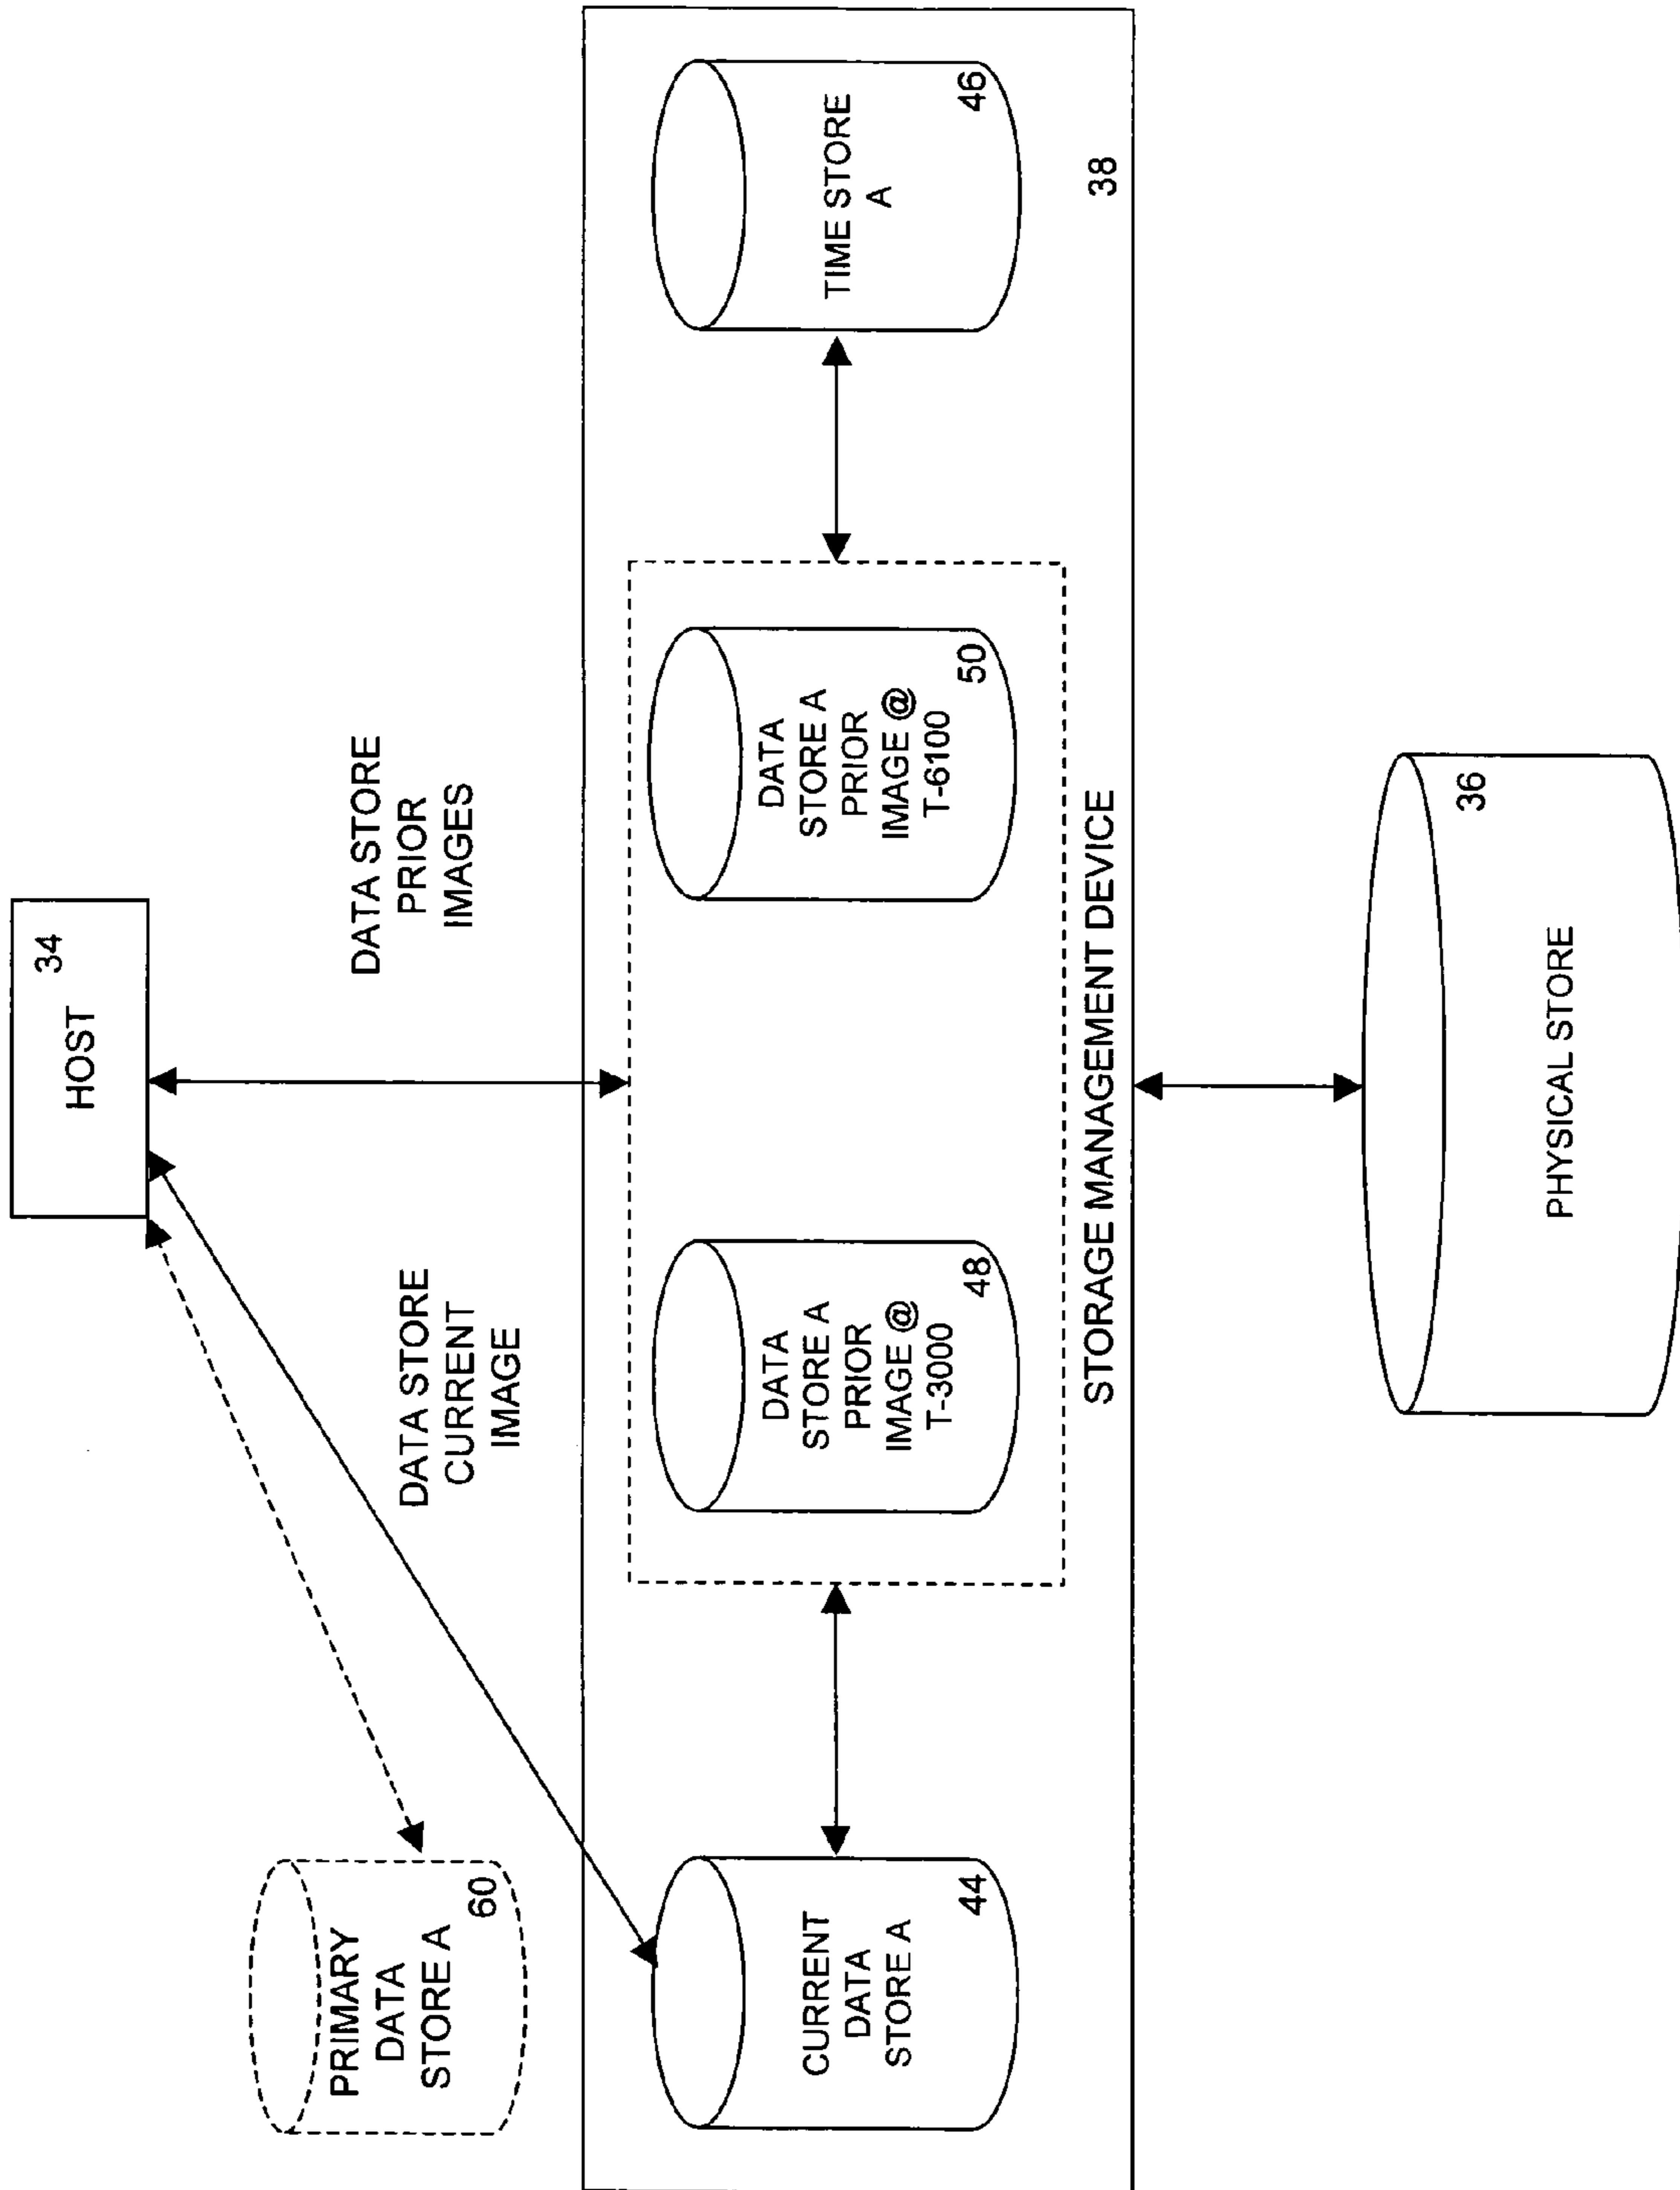 HOST
34
PRIMARY
DATA
STORE A
60
DATA STORE
CURRENT
IMAGE
DATA STORE
PRIOR
IMAGES
CURRENT
DATA
STORE A
44
DATA
STORE A
PRIOR
IMAGE @
T-3000
48
DATA
STORE A
PRIOR
IMAGE @
T-6100
50
TIME STORE
A
46
STORAGE MANAGEMENT DEVICE
38
36
PHYSICAL STORE